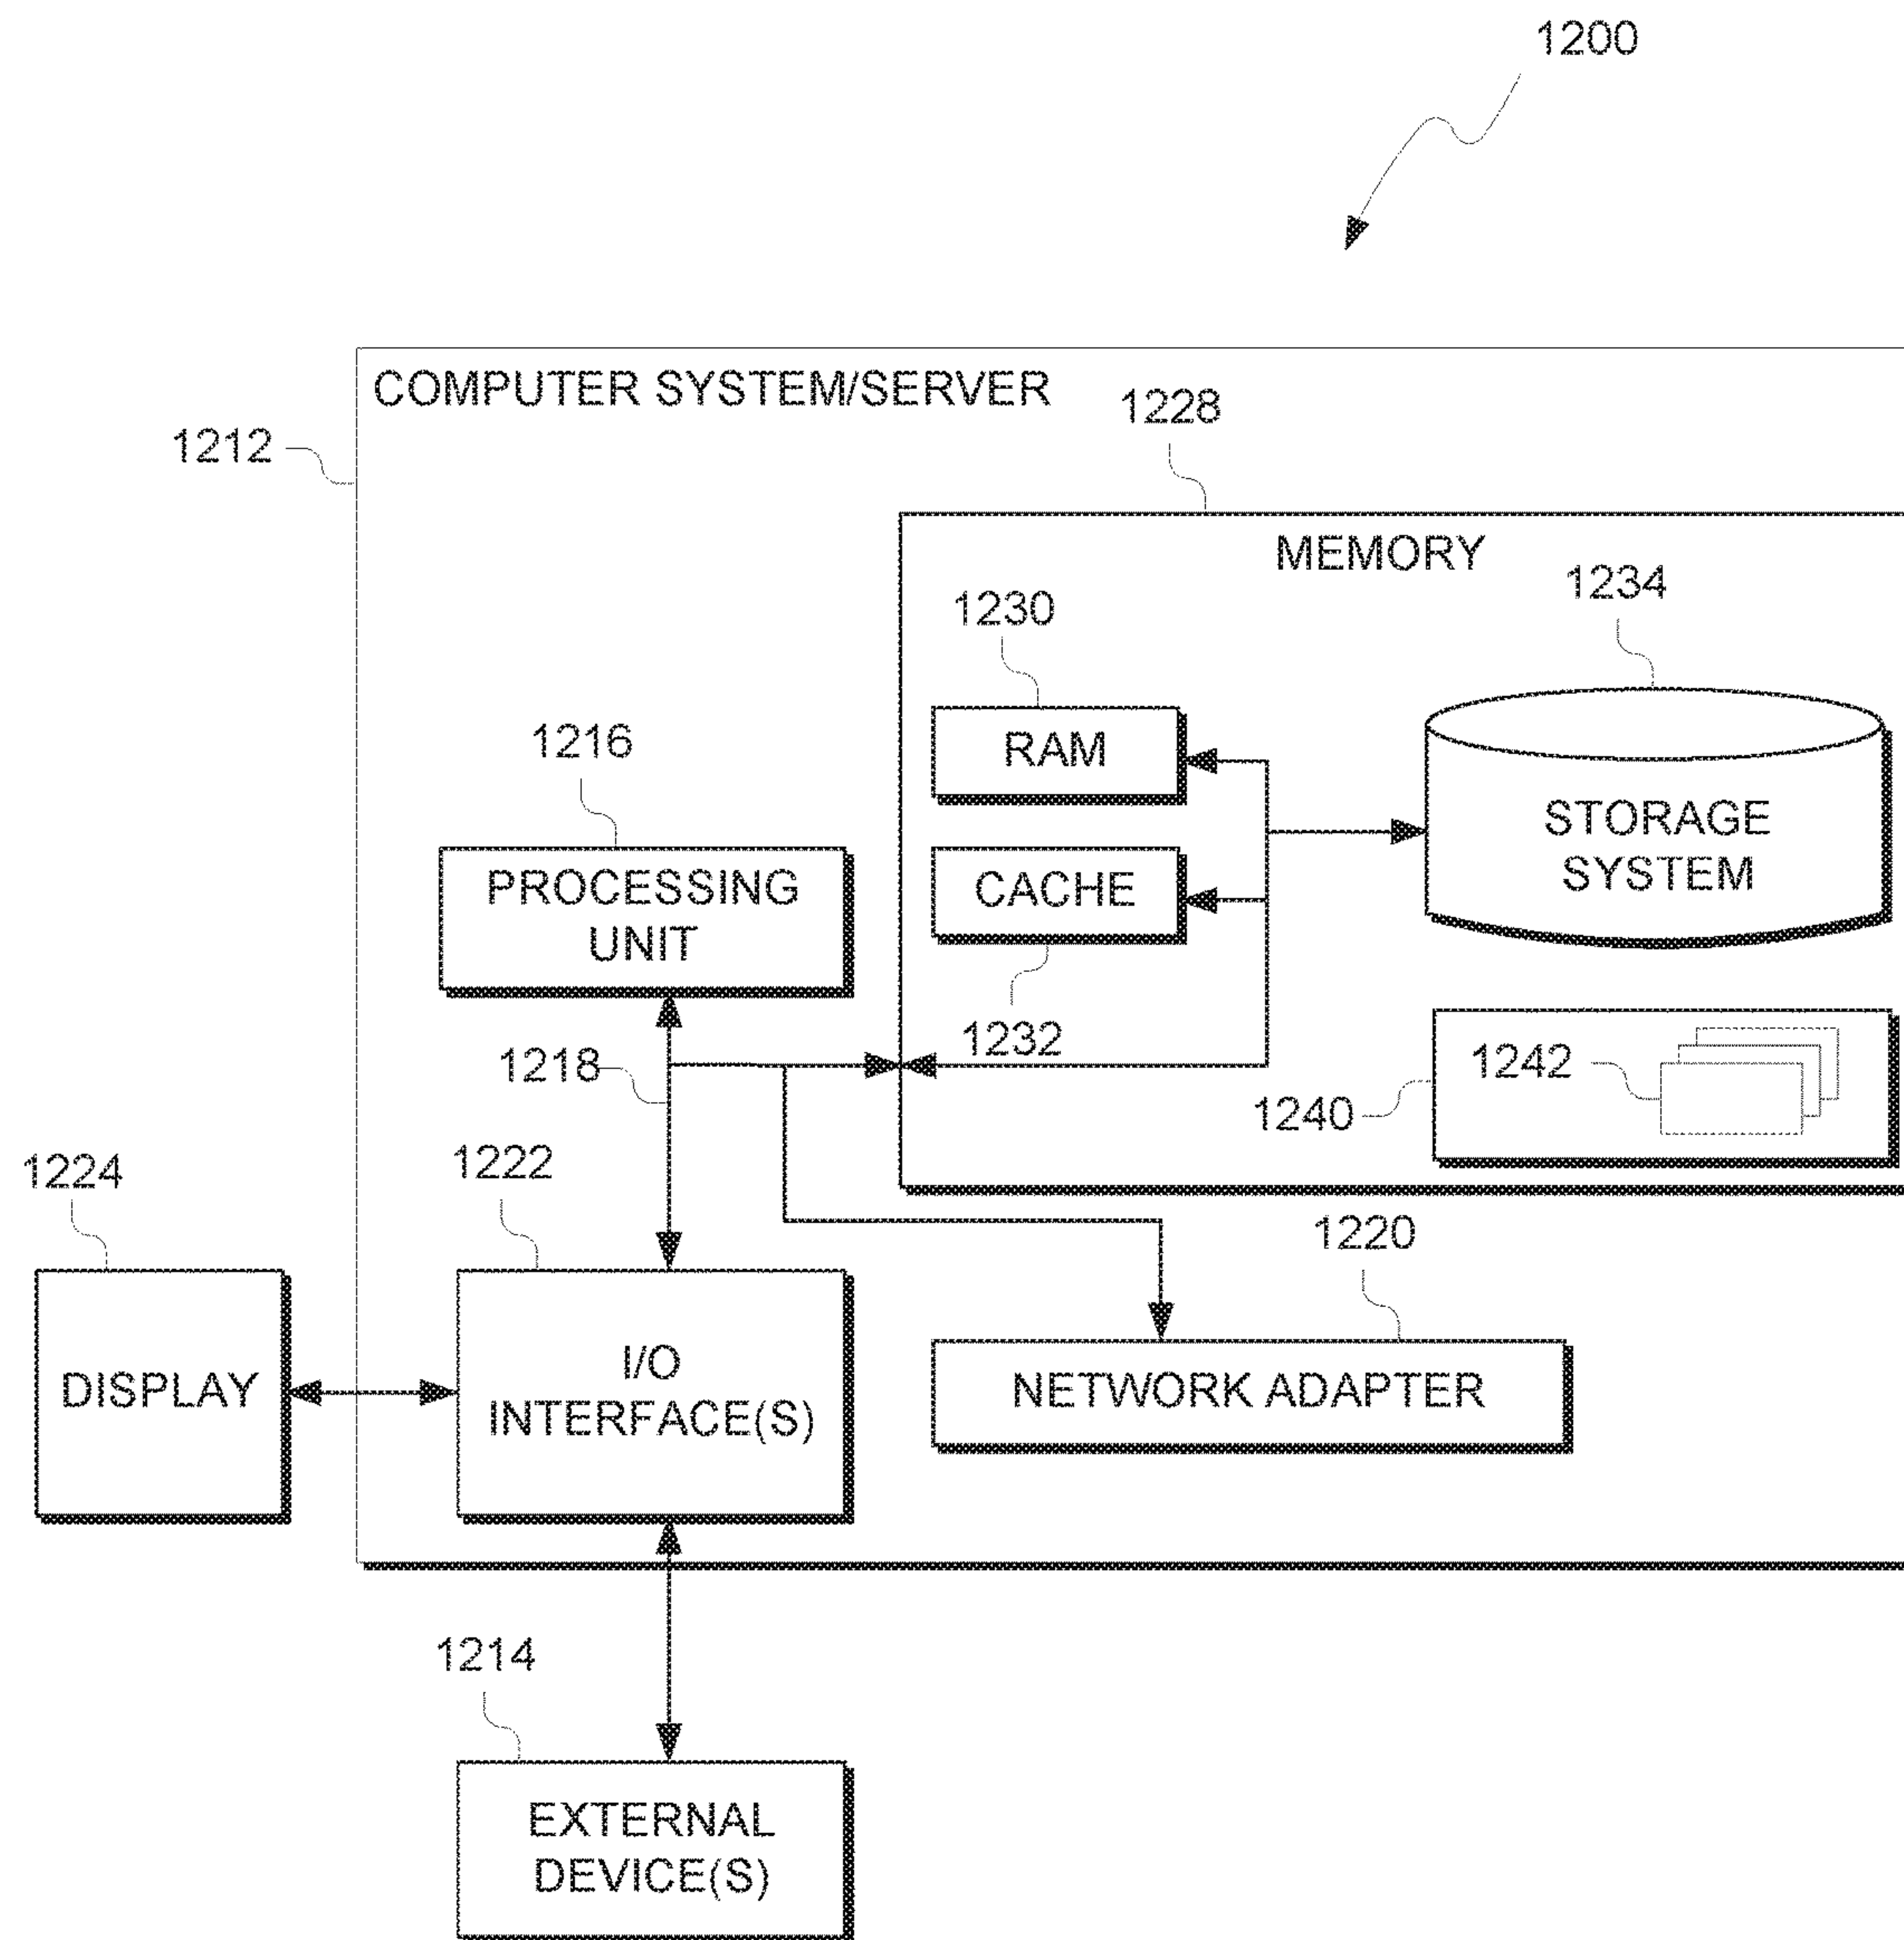 1200
COMPUTER SYSTEM/SERVER
1212
1228
MEMORY
1234
1230
RAM
STORAGE
SYSTEM
1216
PROCESSING
UNIT
CACHE
1232
1218
1242
1240
1224
1222
1220
DISPLAY
I/O
INTERFACE(S)
NETWORK ADAPTER
1214
EXTERNAL
DEVICE(S)